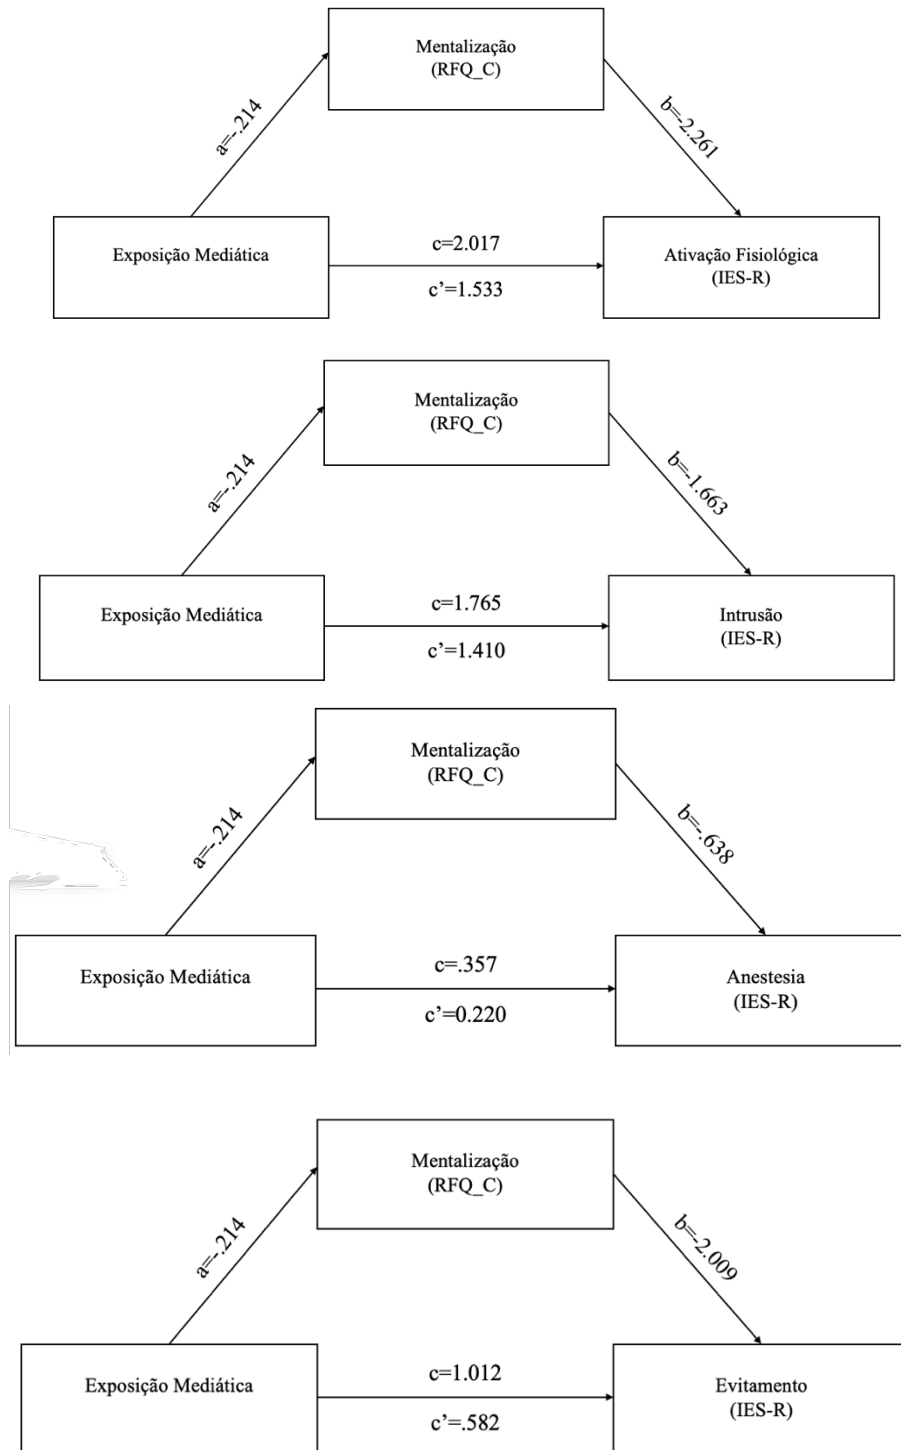 Mentalização
(RFQ_C)
a=-.214
b=-2.261
Exposição Mediática
c=2.017
c’=1.533
Ativação Fisiológica
(IES-R)
Mentalização
(RFQ_C)
a=-.214
b=-1.663
Exposição Mediática
c=1.765
c’=1.410
Intrusão
(IES-R)
Mentalização
(RFQ_C)
a=-.214
b=-.638
Exposição Mediática
c=.357
c’=0.220
Anestesia
(IES-R)
Mentalização
(RFQ_C)
a=-.214
b=-2.009
Exposição Mediática
c=1.012
c’=.582
Evitamento
(IES-R)